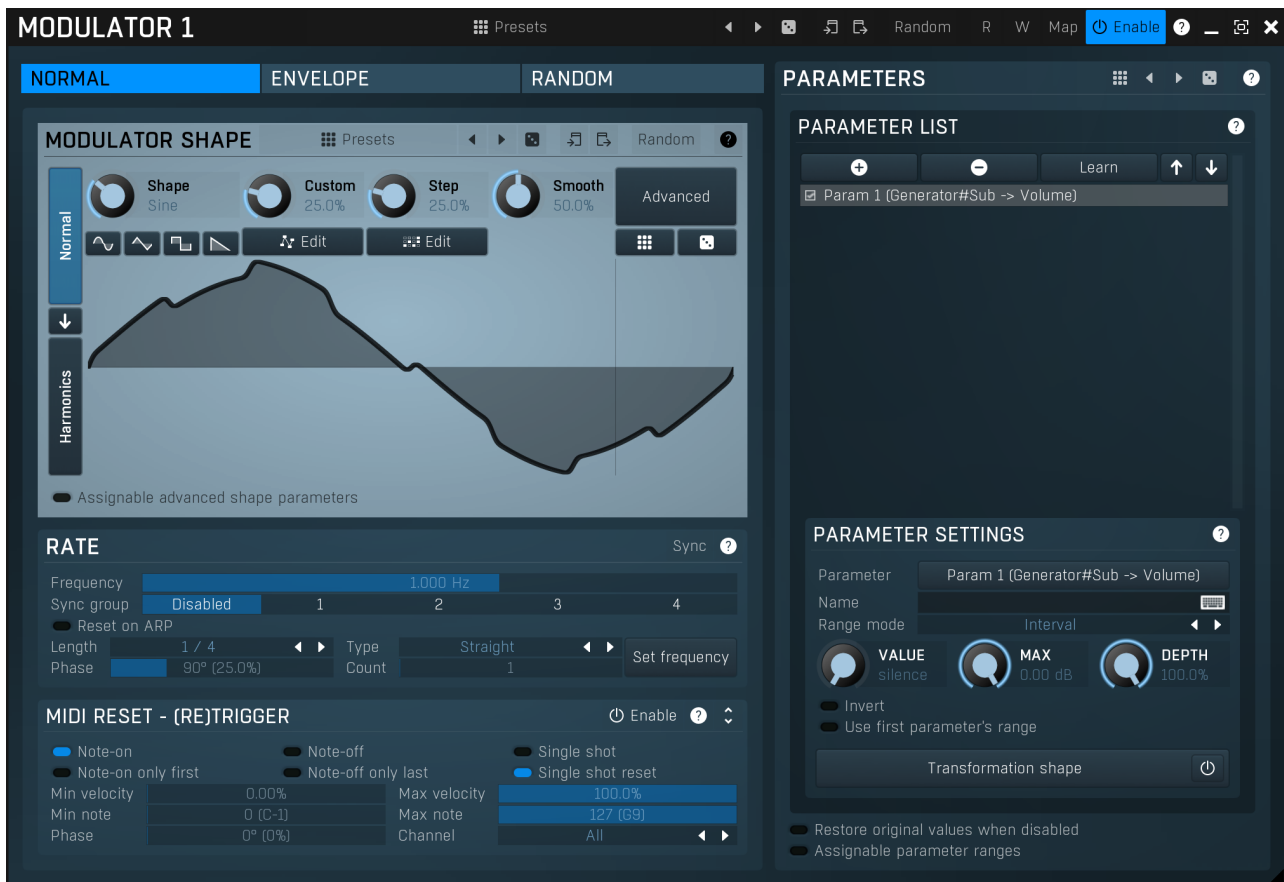 MODULATOR 1 Presets Random R W Map Enable ?
NORMAL ENVELOPE RANDOM
MODULATOR SHAPE Presets Random ?
Normal
Harmonics
Shape Custom Step Smooth
Sine 25.0% 25.0% 50.0%
Advanced
Edit Edit
Assignable advanced shape parameters
RATE Sync ?
Frequency 1.000 Hz
Sync group Disabled 1 2 3 4
Reset on ARP
Length 1 / 4 Type Straight
Phase 90° (25.0%) Count 1
Set frequency
MIDI RESET - (RE)TRIGGER Enable ?
Note-on Note-off Single shot
Note-on only first Note-off only last Single shot reset
Min velocity 0.00% Max velocity 100.0%
Min note 0 (C-1) Max note 127 (G9)
Phase 0° (0%) Channel All
PARAMETERS ?
PARAMETER LIST ?
Learn
Param 1 (Generator#Sub -> Volume)
PARAMETER SETTINGS ?
Parameter Param 1 (Generator#Sub -> Volume)
Name
Range mode Interval
VALUE MAX DEPTH
silence 0.00 dB 100.0%
Invert
Use first parameter's range
Transformation shape
Restore original values when disabled
Assignable parameter ranges